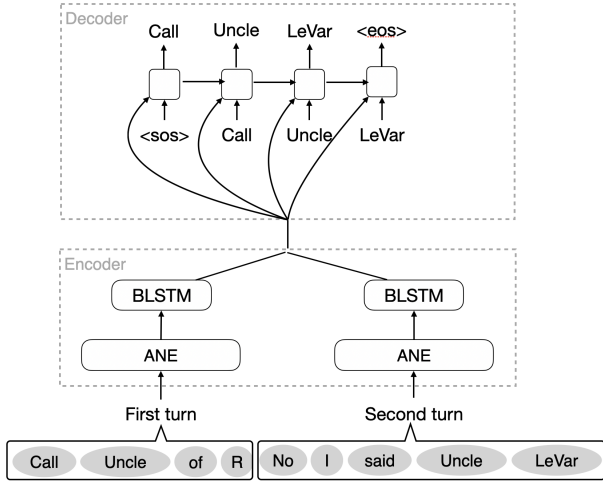 Decoder
Call Uncle LeVar <eos>
<sos> Call Uncle LeVar
Encoder
BLSTM BLSTM
ANE ANE
First turn Second turn
Call Uncle of R No I said Uncle LeVar